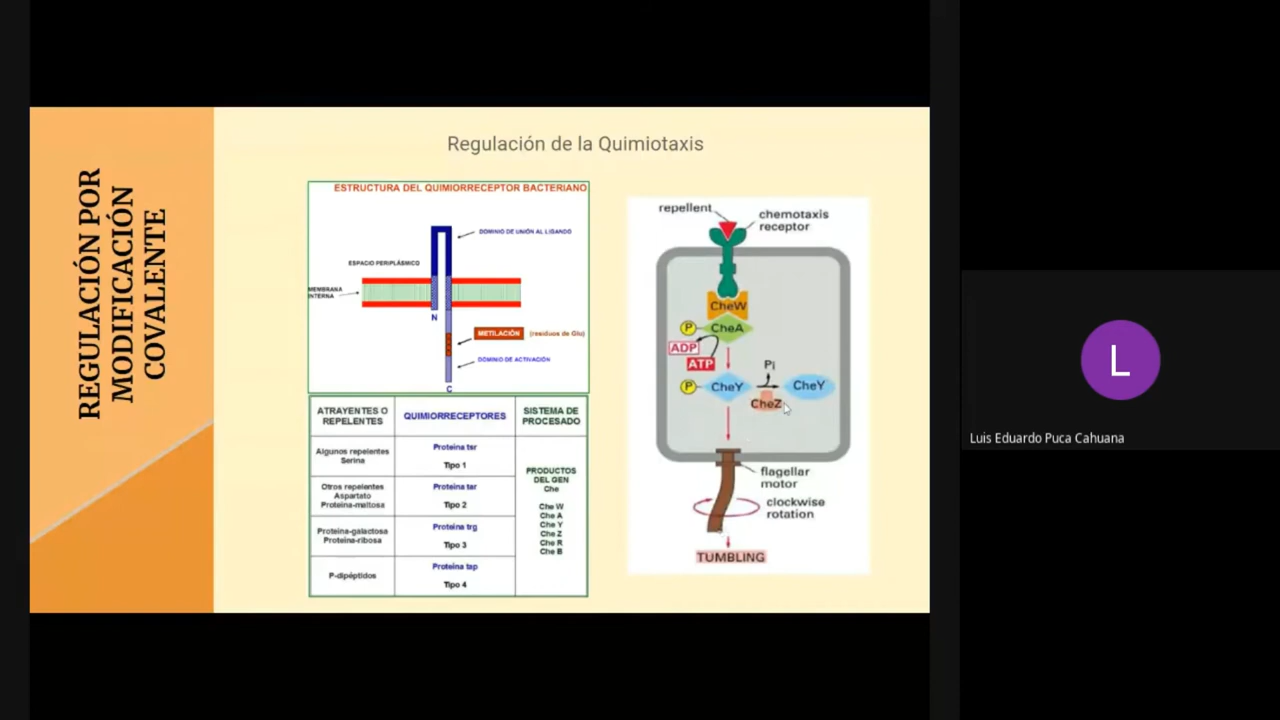 REGULACIÓN POR
MODIFICACIÓN
COVALENTE
Regulación de la Quimiotaxis
ESTRUCTURA DEL QUIMIORRECEPTOR BACTERIANO
DOMINIO DE UNIÓN AL LIGANDO
ESPACIO PERIPLÁSMICO
MEMBRANA
INTERNA
N
METILACIÓN (residuos de Glu)
DOMINIO DE ACTIVACIÓN
C
ATRAYENTES O
REPELENTES
QUIMIORRECEPTORES
SISTEMA DE
PROCESADO
Algunos repelentes
Serina
Proteína tsr
Tipo 1
Otros repelentes
Aspartato
Proteína-maltosa
Proteína tar
Tipo 2
Proteína-galactosa
Proteína-ribosa
Proteína trg
Tipo 3
P-dipéptidos
Proteína tap
Tipo 4
PRODUCTOS
DEL GEN
Che
Che W
Che A
Che Y
Che Z
Che R
Che B
repellent
chemotaxis
receptor
CheW
P
CheA
ADP
ATP
Pi
P
CheY
CheY
CheZ
flagellar
motor
clockwise
rotation
TUMBLING
L
Luis Eduardo Puca Cahuana